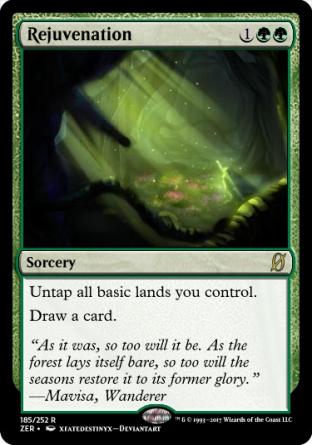 Rejuvenation 1
Sorcery
Untap all basic lands you control.
Draw a card.
“As it was, so too will it be. As the
forest lays itself bare, so too will the
seasons restore it to its former glory.”
—Mavisa, Wanderer
185/252 R
ZER • XFATEDESTINYX—DEVIANTART
™ & © 1993–2017 Wizards of the Coast LLC